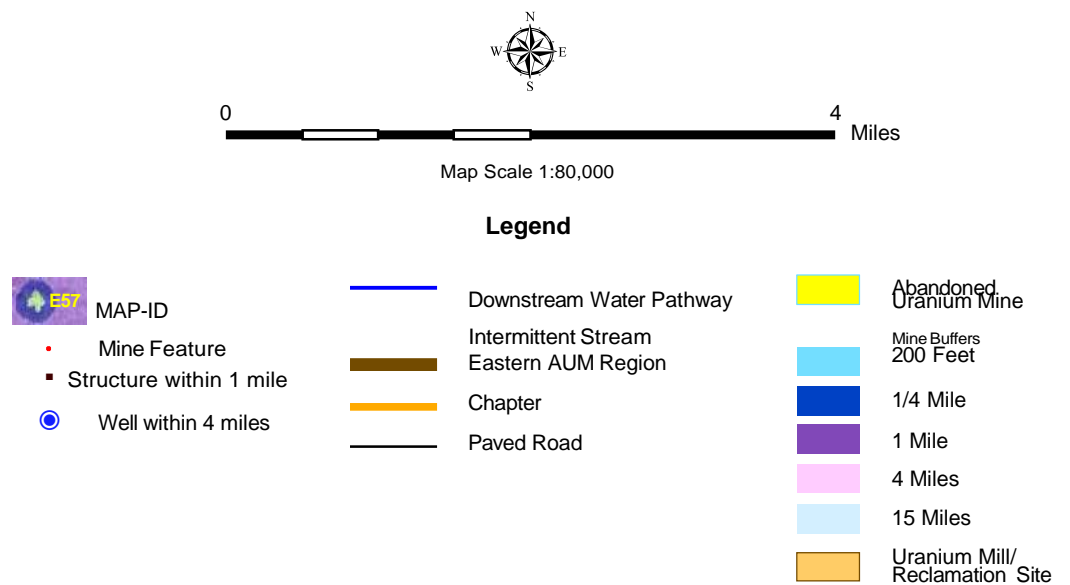 N
W E
S
0 4
Miles
Map Scale 1:80,000
Legend
E57 MAP-ID
Mine Feature
Structure within 1 mile
Well within 4 miles
Downstream Water Pathway
Intermittent Stream
Eastern AUM Region
Chapter
Paved Road
Abandoned
Uranium Mine
Mine Buffers
200 Feet
1/4 Mile
1 Mile
4 Miles
15 Miles
Uranium Mill/
Reclamation Site